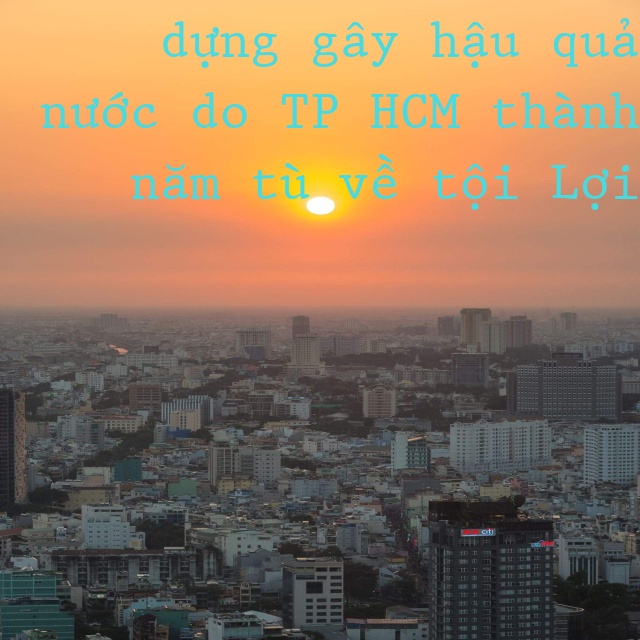 dựng gây hậu quả
nước do TP HCM thành
năm tù về tội Lợi